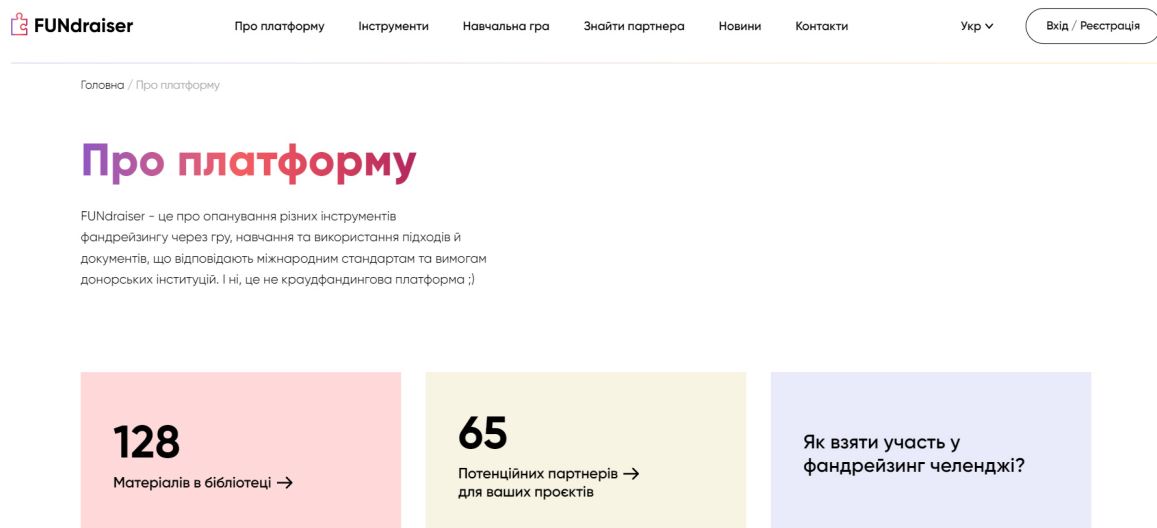 FUNdraiser
Про платформу
Інструменти
Навчальна гра
Знайти партнера
Новини
Контакти
Укр
Вхід / Реєстрація
Головна / Про платформу
Про платформу
FUNdraiser - це про опанування різних інструментів
фандрейзингу через гру, навчання та використання підходів й
документів, що відповідають міжнародним стандартам та вимогам
донорських інституцій. І ні, це не краудфандингова платформа ;)
128
Матеріалів в бібліотеці →
65
Потенційних партнерів →
для ваших проєктів
Як взяти участь у
фандрейзинг челенджі?